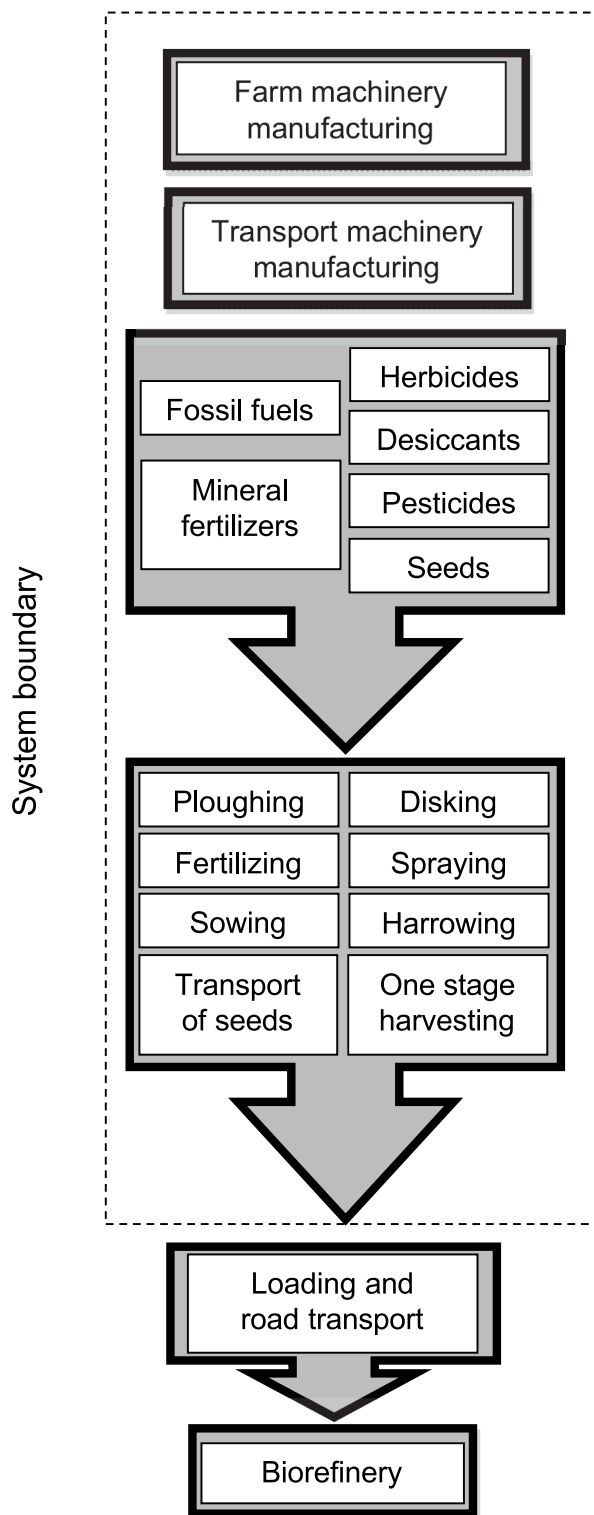 Farm machinery
manufacturing
Transport machinery
manufacturing
Fossil fuels
Mineral
fertilizers
Herbicides
Desiccants
Pesticides
Seeds
System boundary
Ploughing
Disking
Fertilizing
Spraying
Sowing
Harrowing
Transport
of seeds
One stage
harvesting
Loading and
road transport
Biorefinery